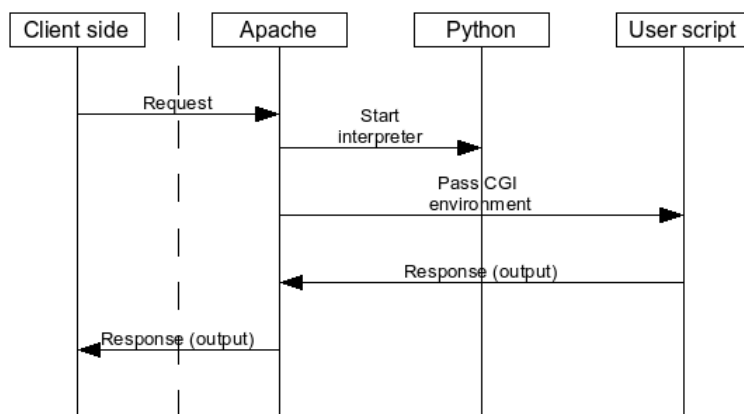 Client side
Apache
Python
User script
Request
Start
interpreter
Pass CGI
environment
Response (output)
Response (output)